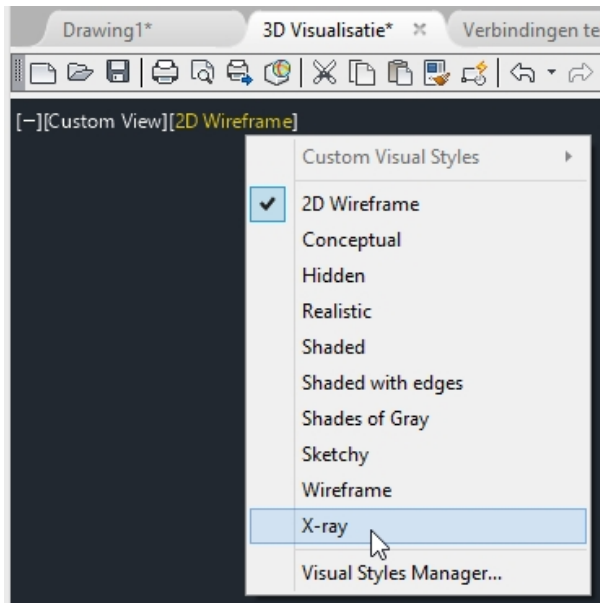 Drawing1* 3D Visualisatie* Verbindingen te
[−][Custom View][2D Wireframe]
Custom Visual Styles
2D Wireframe
Conceptual
Hidden
Realistic
Shaded
Shaded with edges
Shades of Gray
Sketchy
Wireframe
X-ray
Visual Styles Manager...